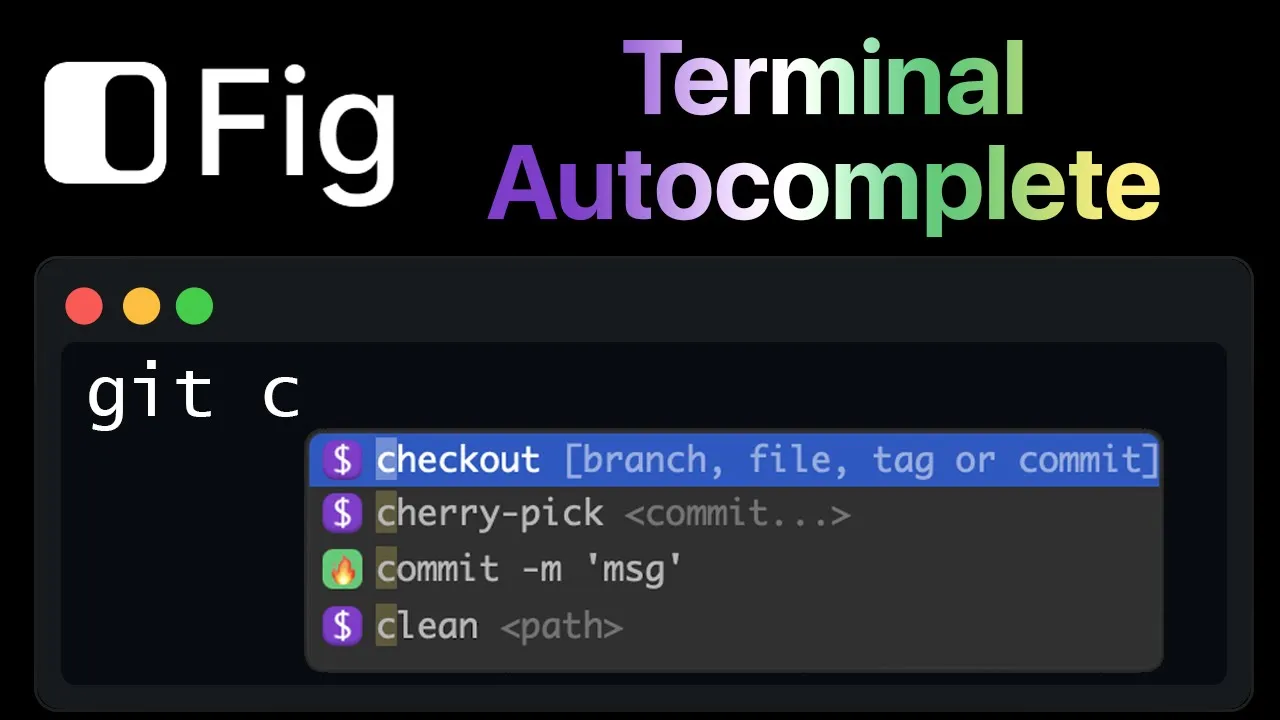 Fig
Terminal
Autocomplete
git c
$ checkout [branch, file, tag or commit]
$ cherry-pick <commit...>
🔥 commit -m 'msg'
$ clean <path>